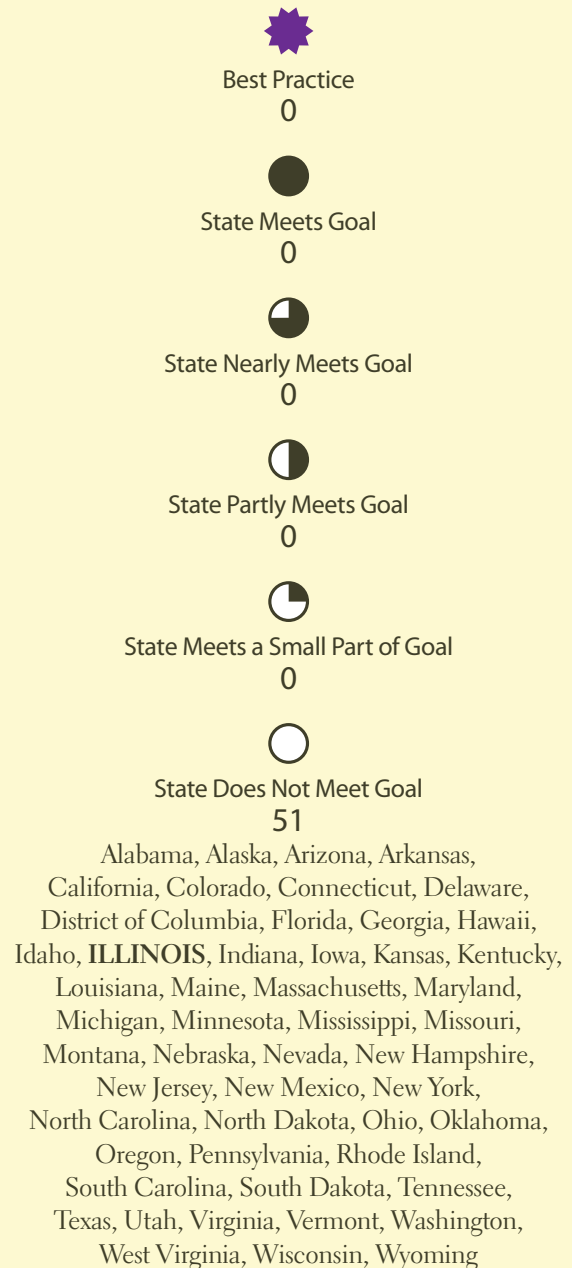 Best Practice
0
State Meets Goal
0
State Nearly Meets Goal
0
State Partly Meets Goal
0
State Meets a Small Part of Goal
0
State Does Not Meet Goal
51
Alabama, Alaska, Arizona, Arkansas,
California, Colorado, Connecticut, Delaware,
District of Columbia, Florida, Georgia, Hawaii,
Idaho, ILLINOIS, Indiana, Iowa, Kansas, Kentucky,
Louisiana, Maine, Massachusetts, Maryland,
Michigan, Minnesota, Mississippi, Missouri,
Montana, Nebraska, Nevada, New Hampshire,
New Jersey, New Mexico, New York,
North Carolina, North Dakota, Ohio, Oklahoma,
Oregon, Pennsylvania, Rhode Island,
South Carolina, South Dakota, Tennessee,
Texas, Utah, Virginia, Vermont, Washington,
West Virginia, Wisconsin, Wyoming